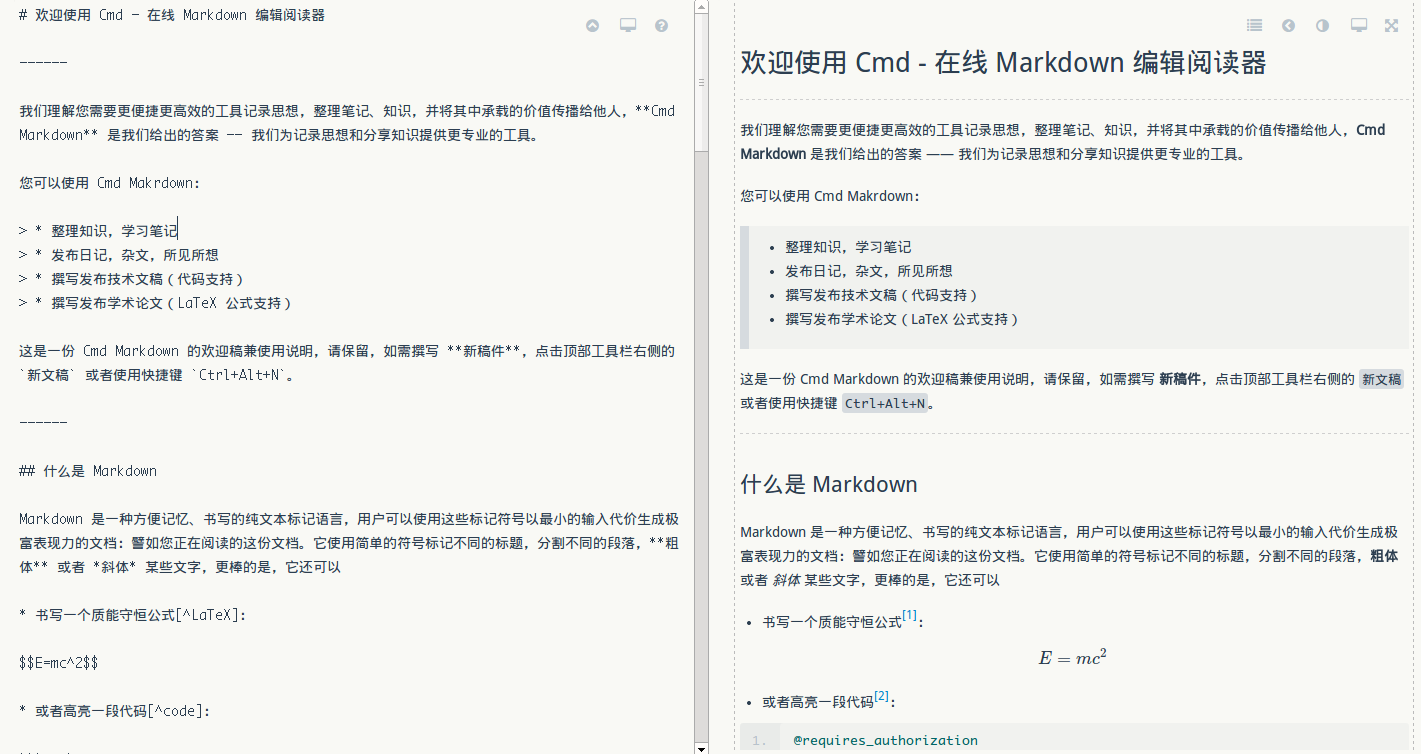 # 欢迎使用 Cmd - 在线 Markdown 编辑阅读器
------
我们理解您需要更便捷更高效的工具记录思想，整理笔记、知识，并将其中承载的价值传播给他人，**Cmd
Markdown** 是我们给出的答案 —— 我们为记录思想和分享知识提供更专业的工具。
您可以使用 Cmd Makrdown：
> * 整理知识，学习笔记
> * 发布日记，杂文，所见所想
> * 撰写发布技术文稿（代码支持）
> * 撰写发布学术论文（LaTeX 公式支持）
这是一份 Cmd Markdown 的欢迎稿兼使用说明，请保留，如需撰写 **新稿件**，点击顶部工具栏右侧的
`新文稿` 或者使用快捷键 `Ctrl+Alt+N`。
------
## 什么是 Markdown
Markdown 是一种方便记忆、书写的纯文本标记语言，用户可以使用这些标记符号以最小的输入代价生成极
富表现力的文档：譬如您正在阅读的这份文档。它使用简单的符号标记不同的标题，分割不同的段落，**粗
体** 或者 *斜体* 某些文字，更棒的是，它还可以
* 书写一个质能守恒公式[^LaTeX]：
$$E=mc^2$$
* 或者高亮一段代码[^code]：
欢迎使用 Cmd - 在线 Markdown 编辑阅读器
我们理解您需要更便捷更高效的工具记录思想，整理笔记、知识，并将其中承载的价值传播给他人，Cmd
Markdown 是我们给出的答案 —— 我们为记录思想和分享知识提供更专业的工具。
您可以使用 Cmd Makrdown：
• 整理知识，学习笔记
• 发布日记，杂文，所见所想
• 撰写发布技术文稿（代码支持）
• 撰写发布学术论文（LaTeX 公式支持）
这是一份 Cmd Markdown 的欢迎稿兼使用说明，请保留，如需撰写 新稿件，点击顶部工具栏右侧的 新文稿
或者使用快捷键 Ctrl+Alt+N。
什么是 Markdown
Markdown 是一种方便记忆、书写的纯文本标记语言，用户可以使用这些标记符号以最小的输入代价生成极
富表现力的文档：譬如您正在阅读的这份文档。它使用简单的符号标记不同的标题，分割不同的段落，粗体
或者 斜体 某些文字，更棒的是，它还可以
• 书写一个质能守恒公式[1]：
E = mc²
• 或者高亮一段代码[2]：
1. @requires_authorization